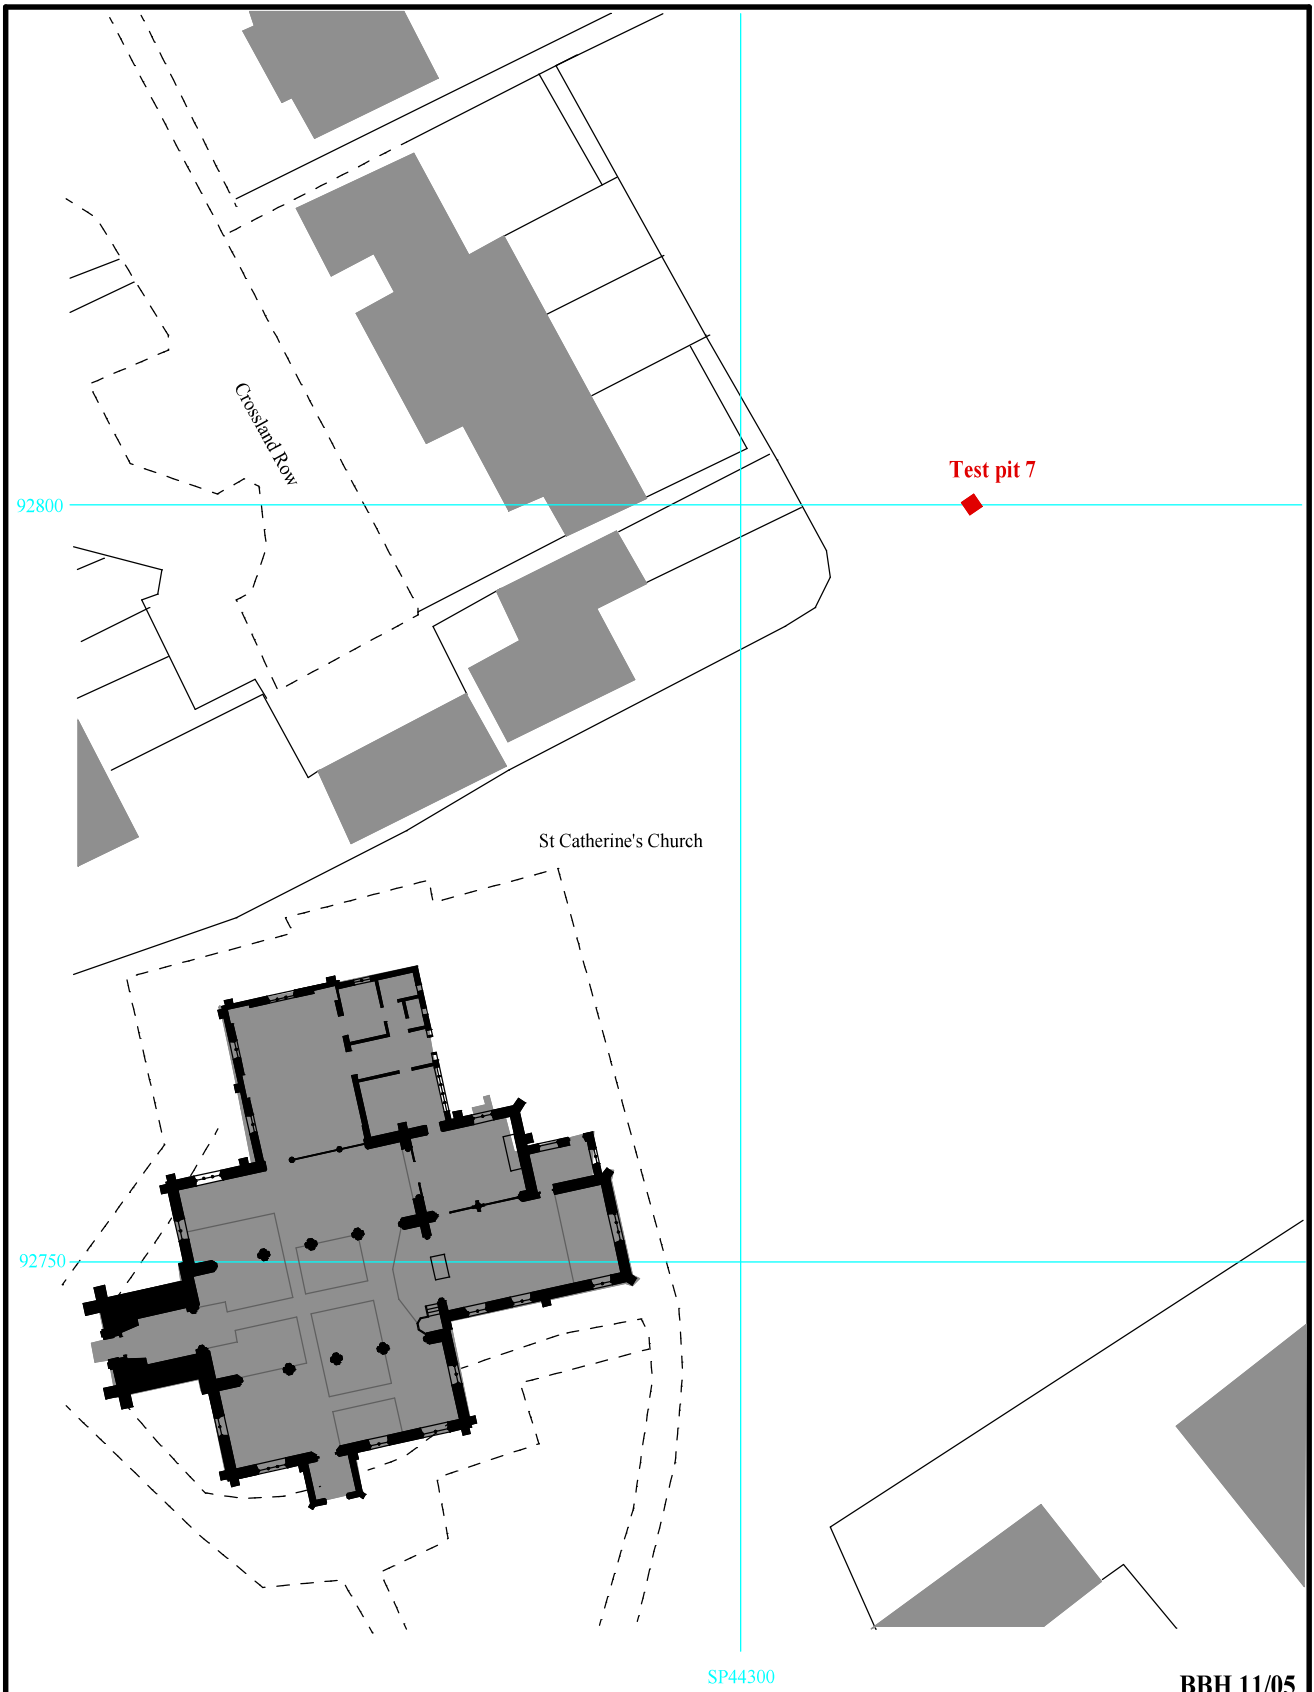 Crossland Row
Test pit 7
92800
St Catherine's Church
92750
SP44300
BBH 11/05